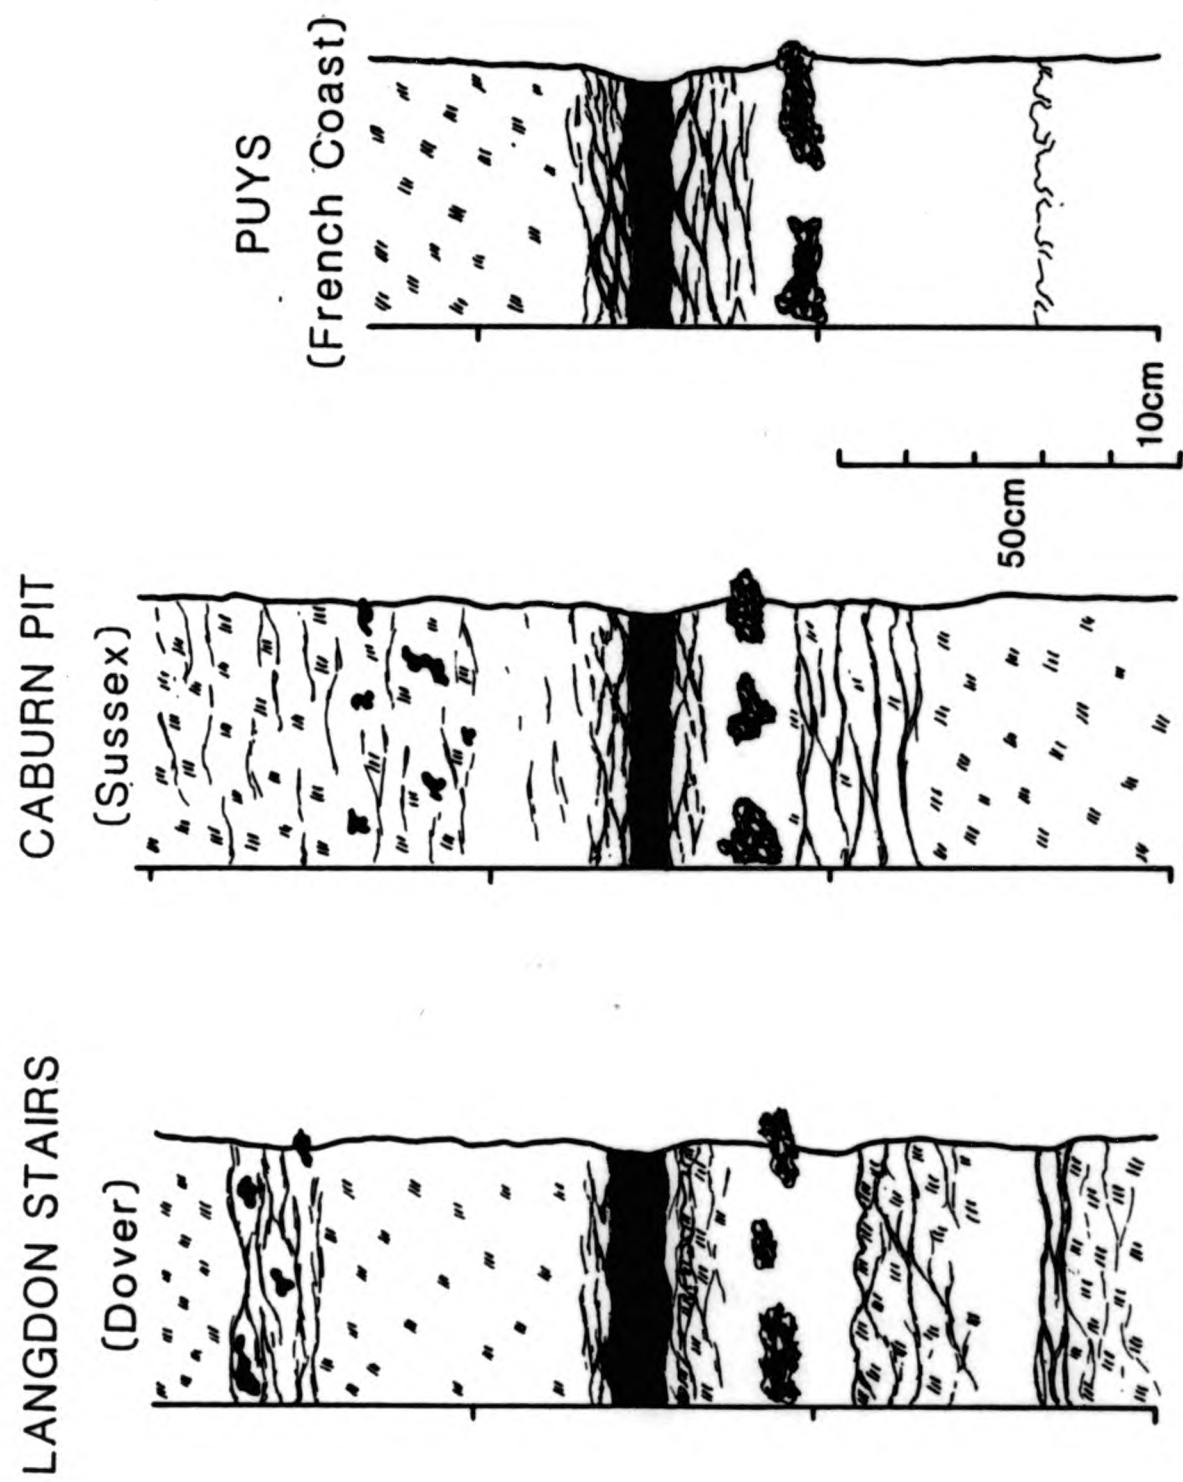 LANGDON STAIRS
(Dover)
CABURN PIT
(Sussex)
PUYS
(French Coast)
50cm
10cm